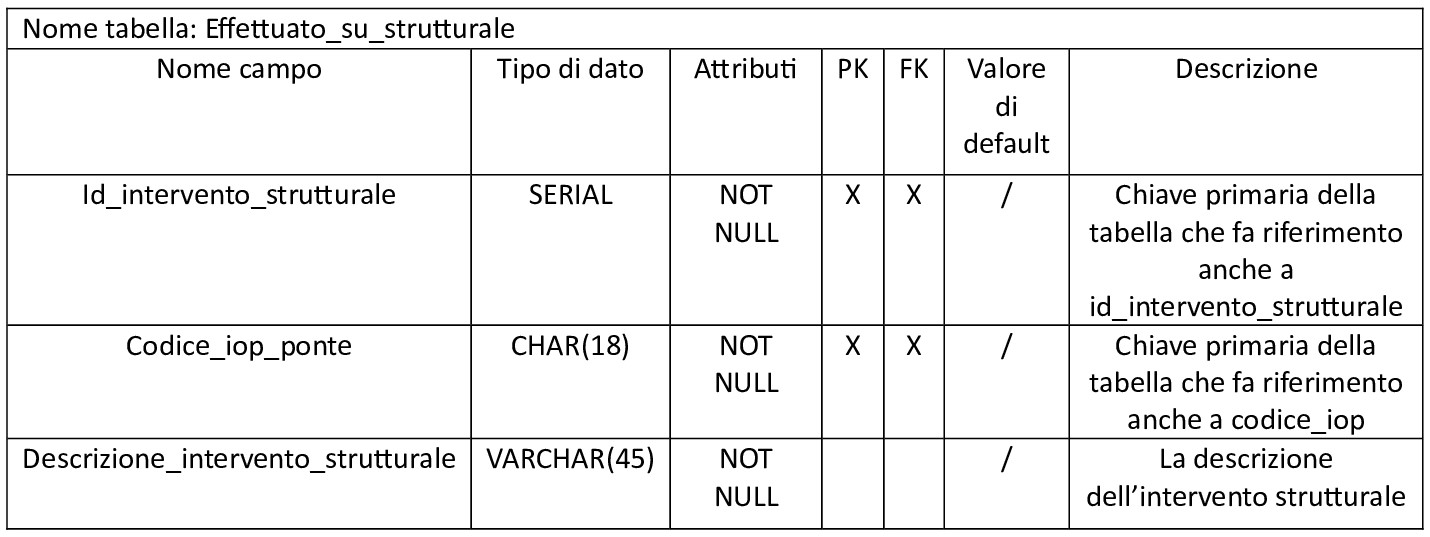 Nome tabella: Effettuato_su_strutturale
Nome campo Tipo di dato Attributi PK FK Valore di default Descrizione
Id_intervento_strutturale SERIAL NOT NULL X X / Chiave primaria della tabella che fa riferimento anche a id_intervento_strutturale
Codice_iop_ponte CHAR(18) NOT NULL X X / Chiave primaria della tabella che fa riferimento anche a codice_iop
Descrizione_intervento_strutturale VARCHAR(45) NOT NULL / La descrizione dell’intervento strutturale